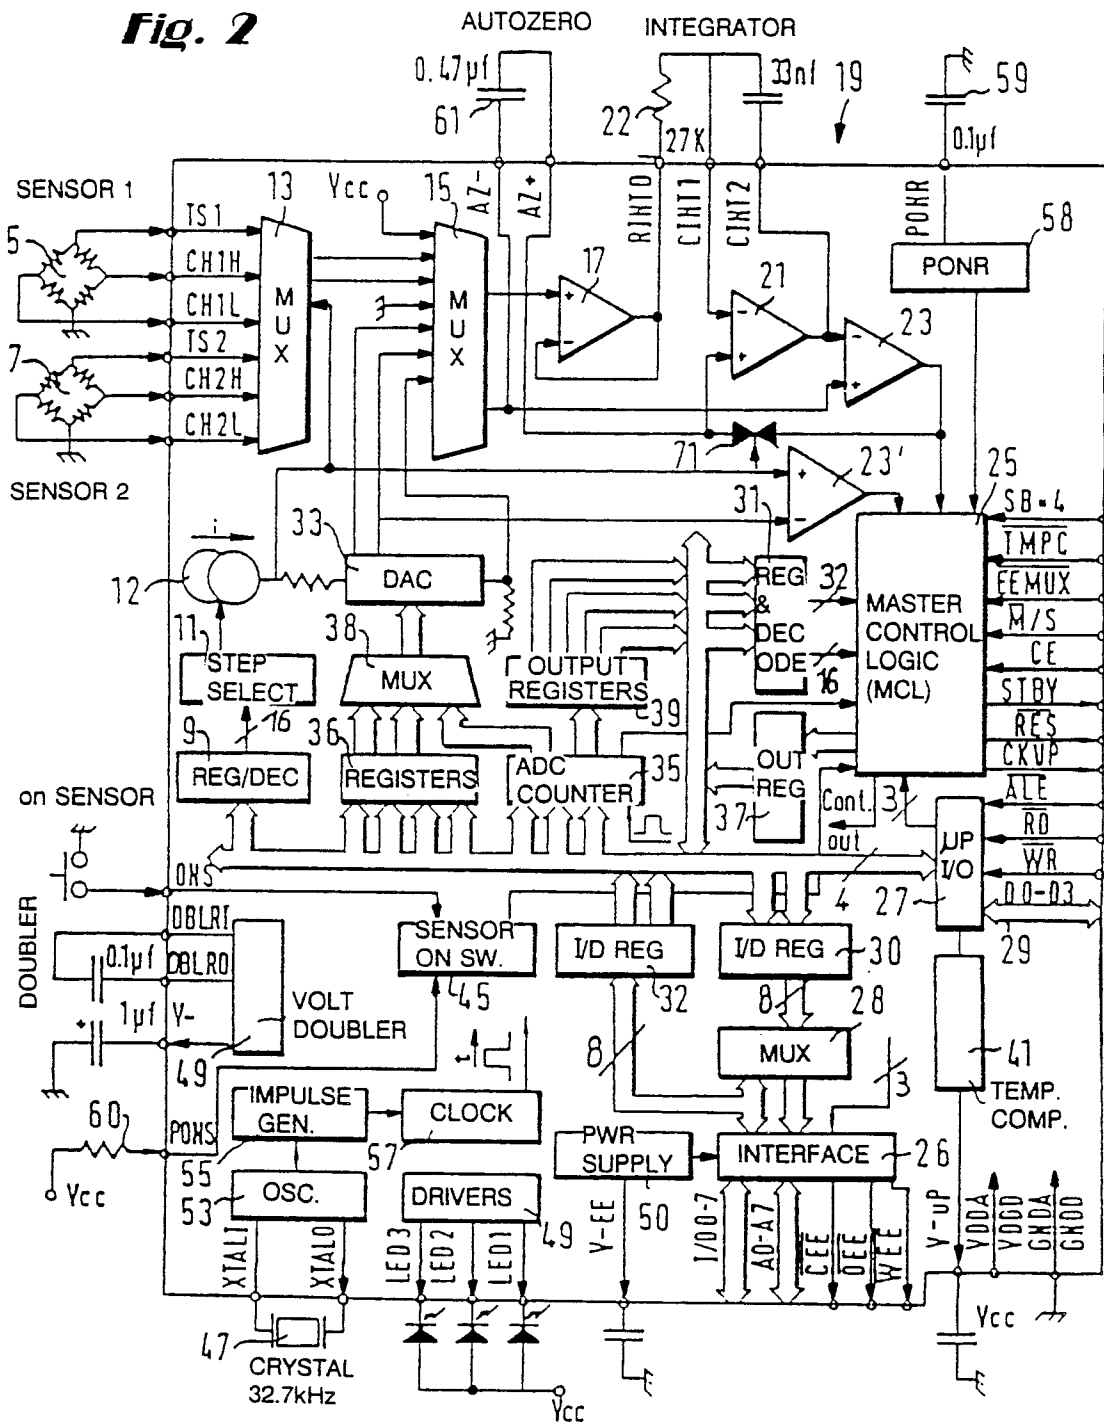 Fig. 2
AUTOZERO
INTEGRATOR
0.47µf
61
22
27K
33nf
19
59
0.1µf
SENSOR 1
5
TS1
CH1H
CH1L
TS2
CH2H
CH2L
7
SENSOR 2
13
MUX
Vcc
15
MUX
AZ-
AZ+
17
RINTO
CINT1
CINT2
21
23
PONR
58
PONR
71
23'
25
MASTER
CONTROL
LOGIC
(MCL)
SB=4
TMPC
EEMUX
M/S
CE
STBY
RES
CKUP
ALE
RD
WR
D0-D3
i
12
33
DAC
11
STEP
SELECT
16
38
MUX
OUTPUT
REGISTERS
39
31
REG
&
DEC
ODE
32
16
9
REG/DEC
36
REGISTERS
ADC
COUNTER
35
OUT
REG
37
Cont.
out
3
4
UP
I/O
27
29
on SENSOR
ONS
DOUBLER
DBLRI
0.1µf
DBLRO
1µf
+
V-
49
VOLT
DOUBLER
SENSOR
ON SW.
45
I/D REG
32
I/D REG
30
8
28
MUX
8
3
41
TEMP.
COMP.
t
60
PONS
Vcc
IMPULSE
GEN.
55
CLOCK
57
PWR
SUPPLY
50
INTERFACE
26
OSC.
53
DRIVERS
49
XTALI
XTALO
LED3
LED2
LED1
V-EE
I/O0-7
A0-A7
CEE
OEE
WEE
V-uP
VDDA
VDGD
GNDA
GNDD
47
CRYSTAL
32.7kHz
Vcc
Vcc